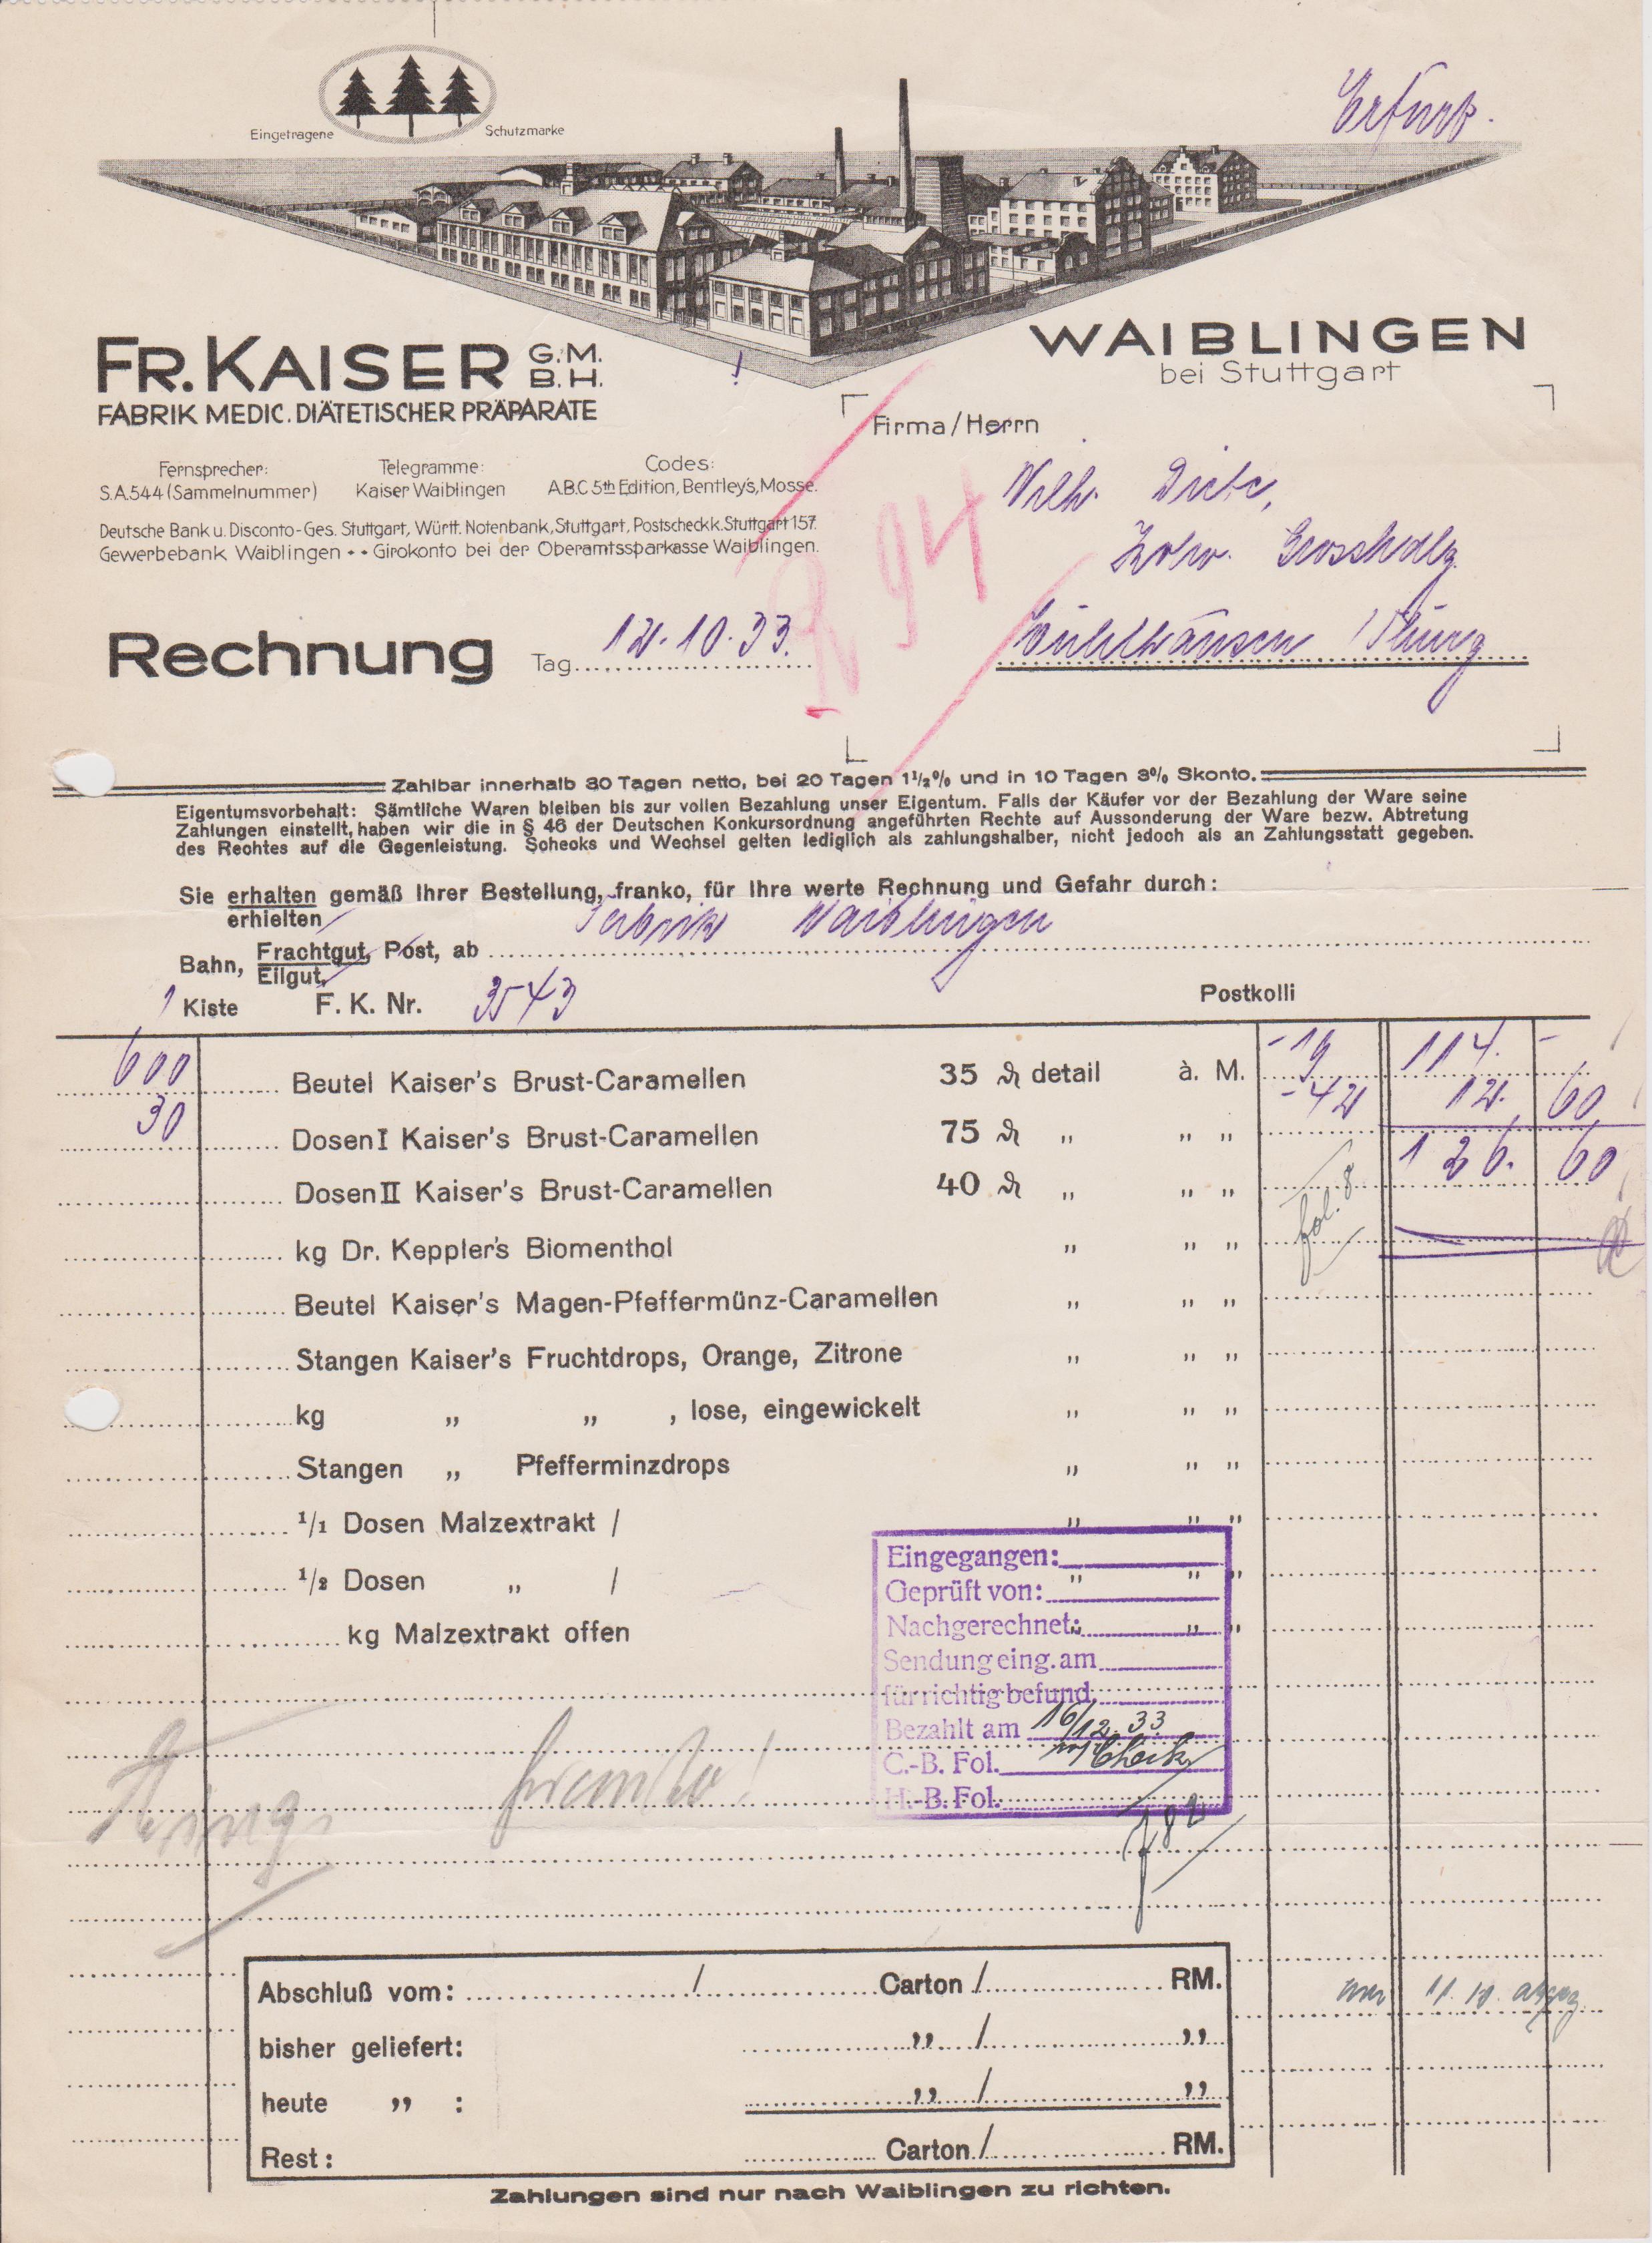 Erfurt.
Eingetragene Schutzmarke
FR. KAISER G.M.B.H.
WAIBLINGEN
bei Stuttgart
FABRIK MEDIC. DIÄTETISCHER PRÄPARATE
Firma/Herrn
Fernsprecher: Telegramme: Codes:
S.A. 544 (Sammelnummer) Kaiser Waiblingen A.B.C 5th Edition, Bentley's, Mosse.
Deutsche Bank u. Disconto-Ges. Stuttgart, Württ. Notenbank, Stuttgart, Postscheckk. Stuttgart 157.
Gewerbebank Waiblingen • • Girokonto bei der Oberamtssparkasse Waiblingen.
Wilh.
94
Rechnung Tag 12.10.33.
Zahlbar innerhalb 30 Tagen netto, bei 20 Tagen 1 1/2 % und in 10 Tagen 3% Skonto.
Eigentumsvorbehalt: Sämtliche Waren bleiben bis zur vollen Bezahlung unser Eigentum. Falls der Käufer vor der Bezahlung der Ware seine
Zahlungen einstellt, haben wir die in § 46 der Deutschen Konkursordnung angeführten Rechte auf Aussonderung der Ware bezw. Abtretung
des Rechtes auf die Gegenleistung. Schecks und Wechsel gelten lediglich als zahlungshalber, nicht jedoch als an Zahlungsstatt gegeben.
Sie erhalten gemäß Ihrer Bestellung, franko, für Ihre werte Rechnung und Gefahr durch:
erhielten
Fabrik Waiblingen
Bahn, Frachtgut, Post, ab
Eilgut,
1 Kiste F. K. Nr. 3543 Postkolli
600 Beutel Kaiser's Brust-Caramellen 35 ₰ detail à. M. -19 114. -
30 Dosen I Kaiser's Brust-Caramellen 75 ₰ „ „ „ -42 12. 60
Dosen II Kaiser's Brust-Caramellen 40 ₰ „ „ „ fol. 8 126. 60
kg Dr. Keppler's Biomenthol „ „ „
Beutel Kaiser's Magen-Pfeffermünz-Caramellen „ „ „
Stangen Kaiser's Fruchtdrops, Orange, Zitrone „ „ „
kg „ „ , lose, eingewickelt „ „ „
Stangen „ Pfefferminzdrops „ „ „
1/1 Dosen Malzextrakt / „ „ „
1/2 Dosen „ / „ „ „
kg Malzextrakt offen „ „ „
Eingegangen:
Geprüft von:
Nachgerechnet:
Sendung eing. am
für richtig befund.
Bezahlt am 16/12.33
C.-B. Fol. Check
H.-B. Fol.
franko!
f 82
Abschluß vom: / Carton / RM.
bisher geliefert: „ / „
heute „ : „ / „
Rest: Carton / RM.
Zahlungen sind nur nach Waiblingen zu richten.